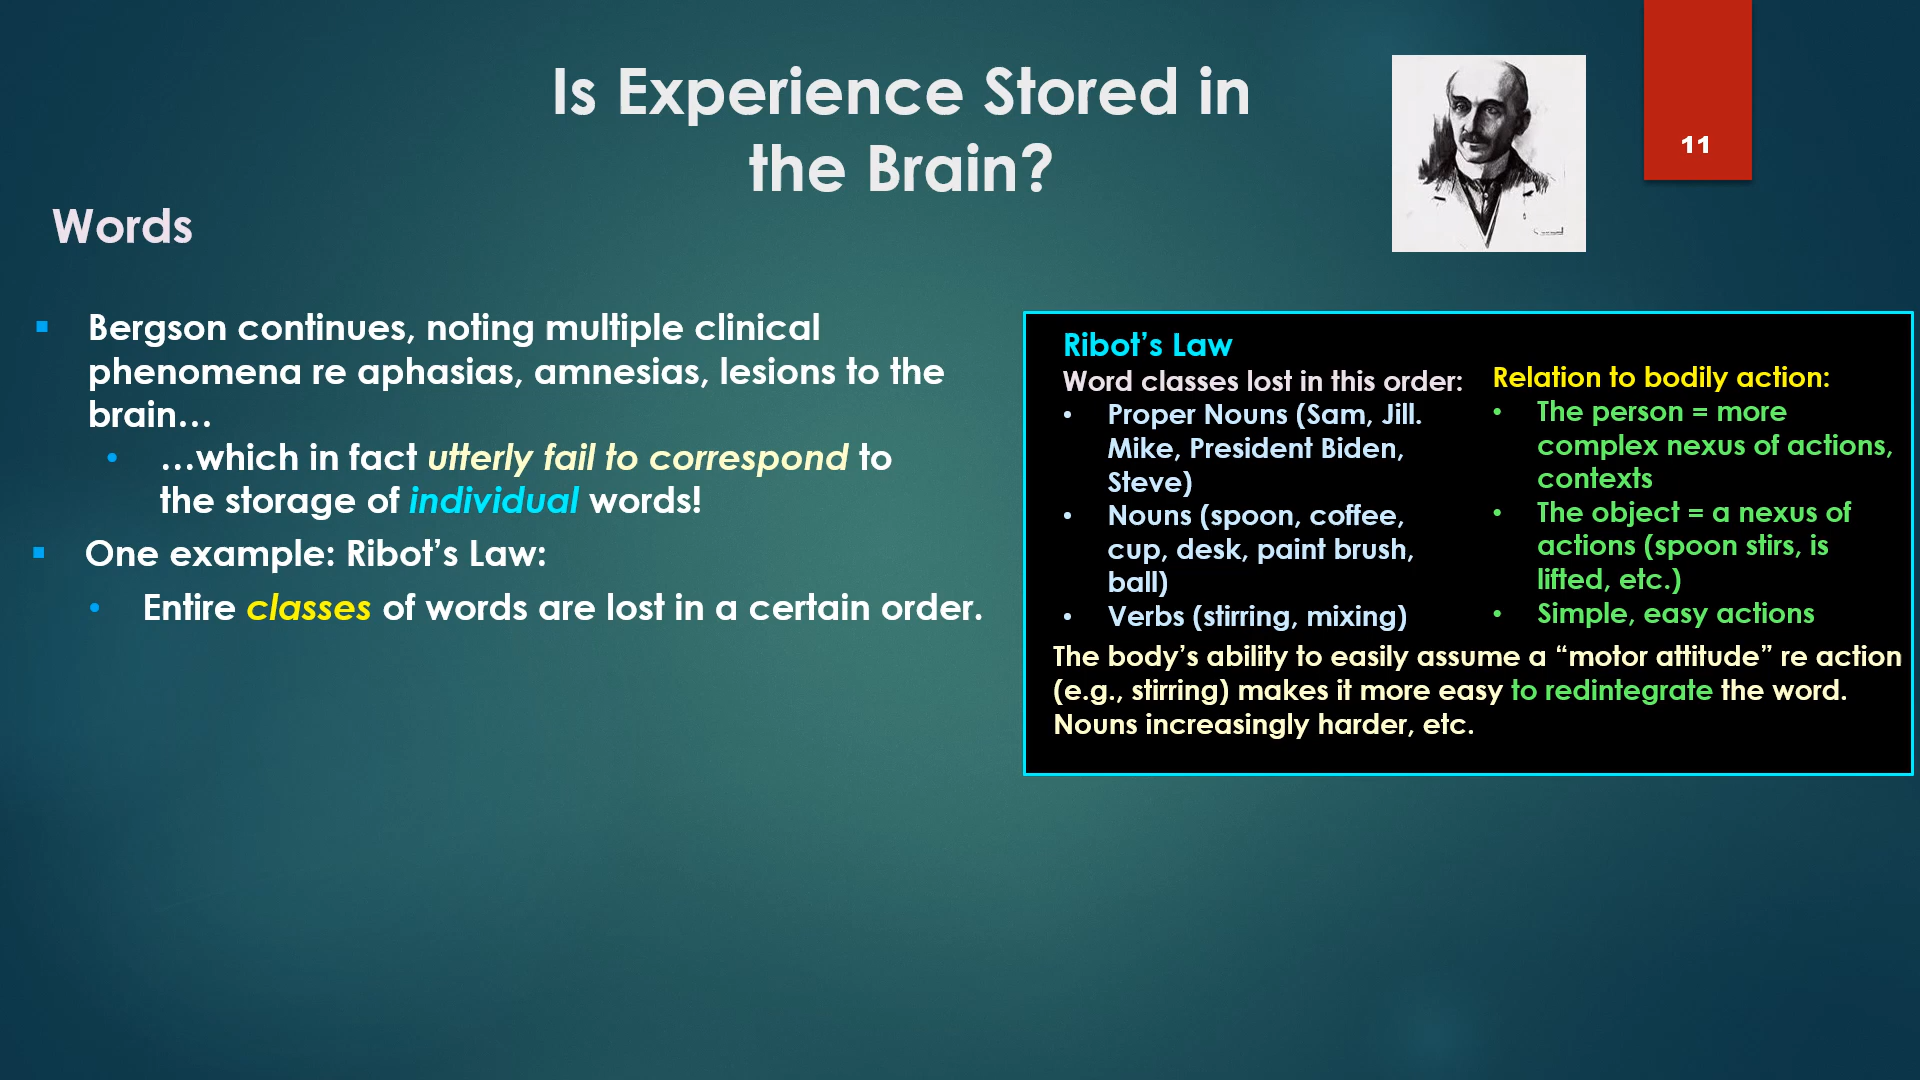 Is Experience Stored in
the Brain?
11
Words
Bergson continues, noting multiple clinical
phenomena re aphasias, amnesias, lesions to the
brain…
…which in fact utterly fail to correspond to
the storage of individual words!
One example: Ribot’s Law:
Entire classes of words are lost in a certain order.
Ribot’s Law
Word classes lost in this order:
Proper Nouns (Sam, Jill.
Mike, President Biden,
Steve)
Nouns (spoon, coffee,
cup, desk, paint brush,
ball)
Verbs (stirring, mixing)
Relation to bodily action:
The person = more
complex nexus of actions,
contexts
The object = a nexus of
actions (spoon stirs, is
lifted, etc.)
Simple, easy actions
The body’s ability to easily assume a “motor attitude” re action
(e.g., stirring) makes it more easy to redintegrate the word.
Nouns increasingly harder, etc.